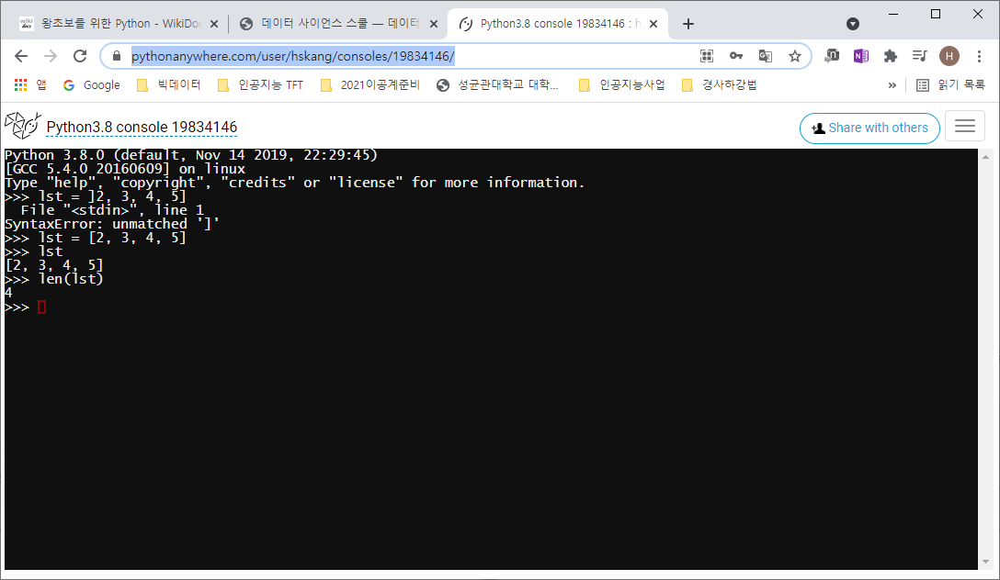 왕초보를 위한 Python - WikiDo
데이터 사이언스 스쿨 — 데이터
Python3.8 console 19834146 : h
pythonanywhere.com/user/hskang/consoles/19834146/
H
앱
Google
빅데이터
인공지능 TFT
2021이공계준비
성균관대학교 대학...
인공지능사업
경사하강법
»
읽기 목록
Python3.8 console 19834146
Share with others
Python 3.8.0 (default, Nov 14 2019, 22:29:45)
[GCC 5.4.0 20160609] on linux
Type "help", "copyright", "credits" or "license" for more information.
>>> lst = ]2, 3, 4, 5]
  File "<stdin>", line 1
SyntaxError: unmatched ']'
>>> lst = [2, 3, 4, 5]
>>> lst
[2, 3, 4, 5]
>>> len(lst)
4
>>>